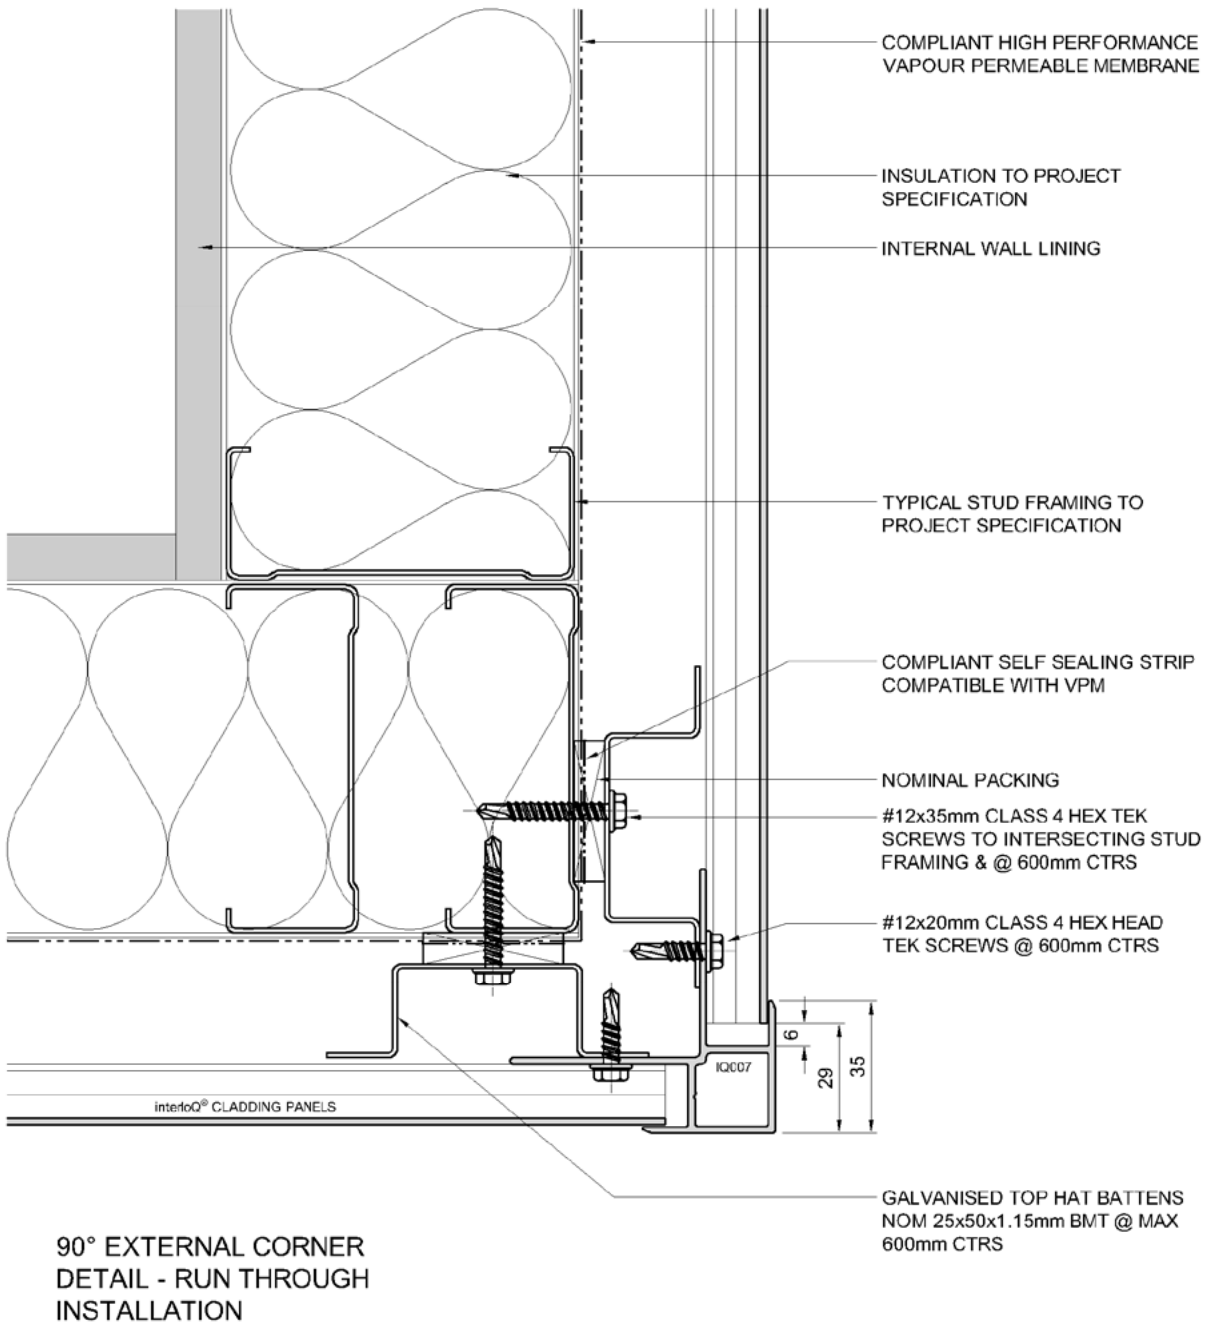 COMPLIANT HIGH PERFORMANCE
VAPOUR PERMEABLE MEMBRANE
INSULATION TO PROJECT
SPECIFICATION
INTERNAL WALL LINING
TYPICAL STUD FRAMING TO
PROJECT SPECIFICATION
COMPLIANT SELF SEALING STRIP
COMPATIBLE WITH VPM
NOMINAL PACKING
#12x35mm CLASS 4 HEX TEK
SCREWS TO INTERSECTING STUD
FRAMING & @ 600mm CTRS
#12x20mm CLASS 4 HEX HEAD
TEK SCREWS @ 600mm CTRS
6
29
35
IQ007
interloQ® CLADDING PANELS
GALVANISED TOP HAT BATTENS
NOM 25x50x1.15mm BMT @ MAX
600mm CTRS
90° EXTERNAL CORNER
DETAIL - RUN THROUGH
INSTALLATION